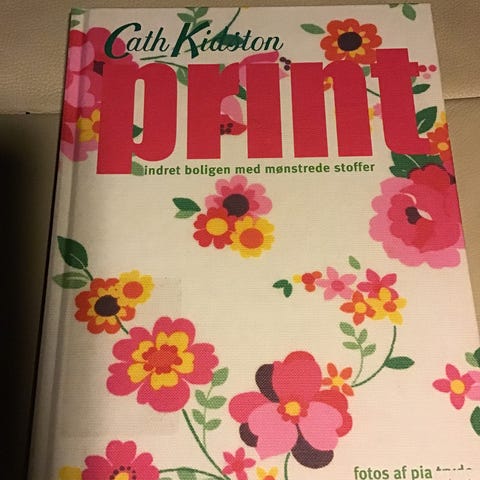 Cath Kidston
print
indret boligen med mønstrede stoffer
fotos af pia